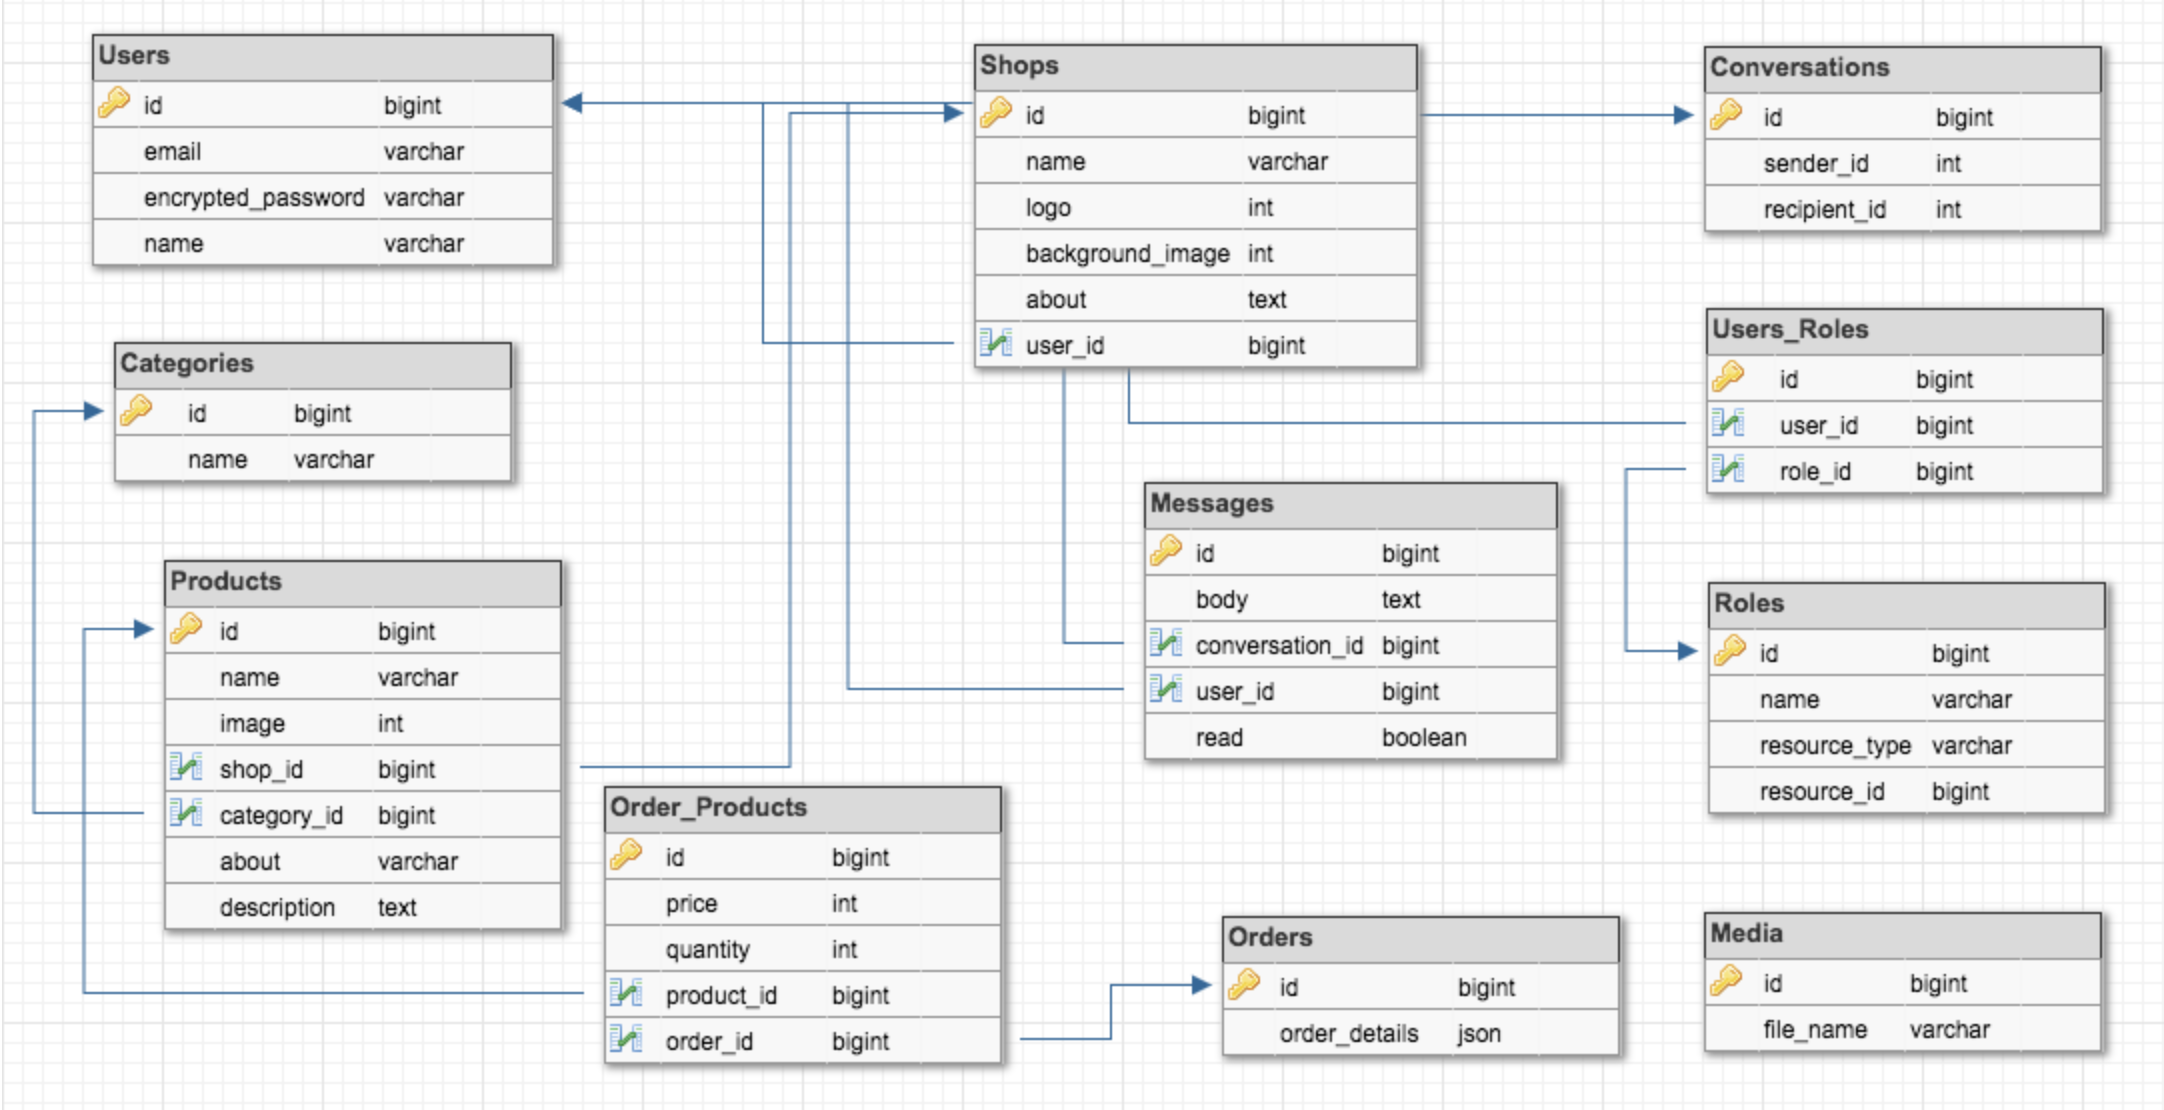 Users
id bigint
email varchar
encrypted_password varchar
name varchar
Shops
id bigint
name varchar
logo int
background_image int
about text
user_id bigint
Conversations
id bigint
sender_id int
recipient_id int
Categories
id bigint
name varchar
Users_Roles
id bigint
user_id bigint
role_id bigint
Messages
id bigint
body text
conversation_id bigint
user_id bigint
read boolean
Products
id bigint
name varchar
image int
shop_id bigint
category_id bigint
about varchar
description text
Roles
id bigint
name varchar
resource_type varchar
resource_id bigint
Order_Products
id bigint
price int
quantity int
product_id bigint
order_id bigint
Orders
id bigint
order_details json
Media
id bigint
file_name varchar